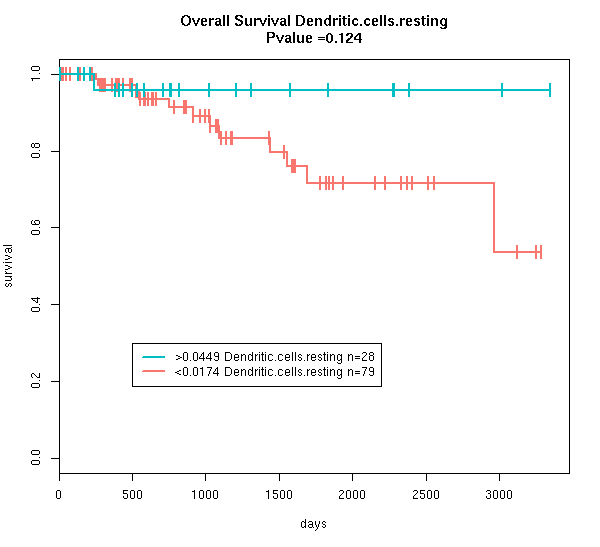 Overall Survival Dendritic.cells.resting
Pvalue =0.124
survival
1.0
0.8
0.6
0.4
0.2
0.0
>0.0449 Dendritic.cells.resting n=28
<0.0174 Dendritic.cells.resting n=79
0 500 1000 1500 2000 2500 3000
days